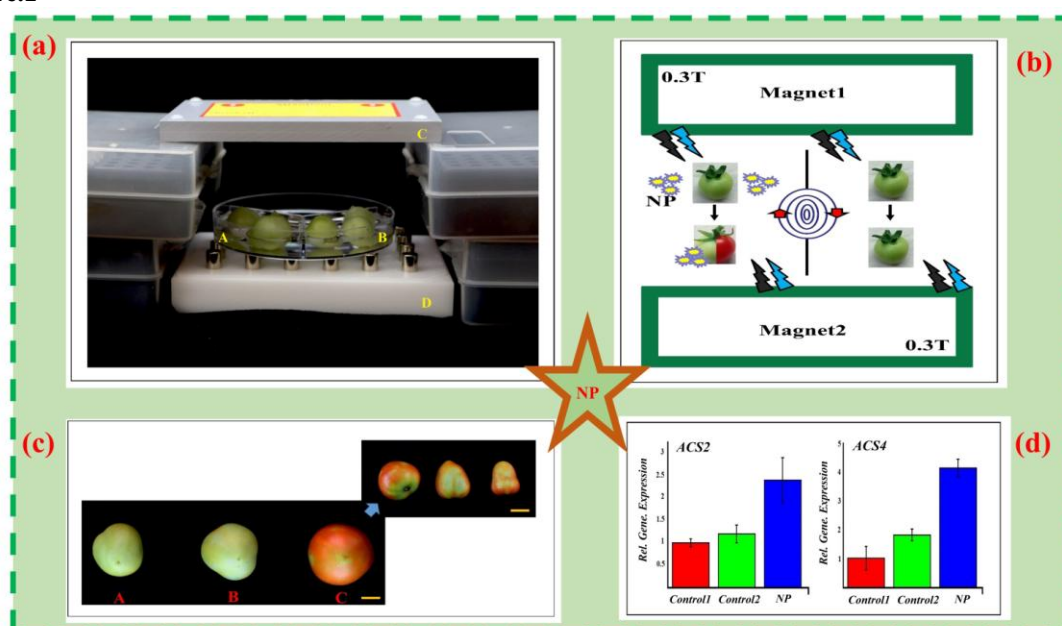 (a)
C
A
B
D
(b)
0.3T
Magnet1
NP
Magnet2
0.3T
NP
(c)
A
B
C
(d)
ACS2
Rel. Gene. Expression
3
2.5
2
1.5
1
0.5
Control1 Control2 NP
ACS4
Rel. Gene. Expression
5
4
3
2
1
Control1 Control2 NP